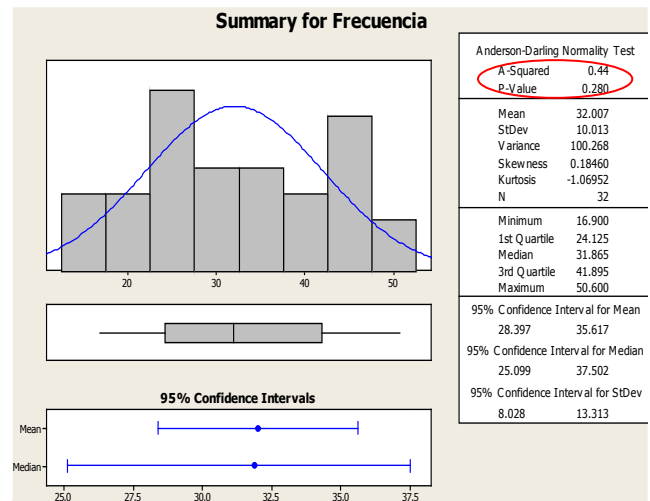 Summary for Frecuencia
20 30 40 50
95% Confidence Intervals
Mean
Median
25.0 27.5 30.0 32.5 35.0 37.5
Anderson-Darling Normality Test
A-Squared 0.44
P-Value 0.280
Mean 32.007
StDev 10.013
Variance 100.268
Skewness 0.18460
Kurtosis -1.06952
N 32
Minimum 16.900
1st Quartile 24.125
Median 31.865
3rd Quartile 41.895
Maximum 50.600
95% Confidence Interval for Mean
28.397 35.617
95% Confidence Interval for Median
25.099 37.502
95% Confidence Interval for StDev
8.028 13.313